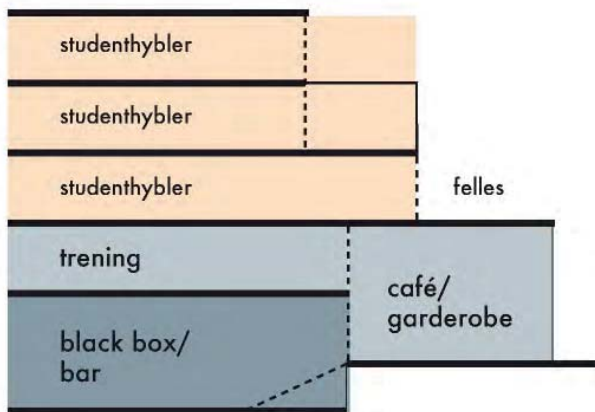 studenthybler
studenthybler
studenthybler
felles
trening
café/
garderobe
black box/
bar